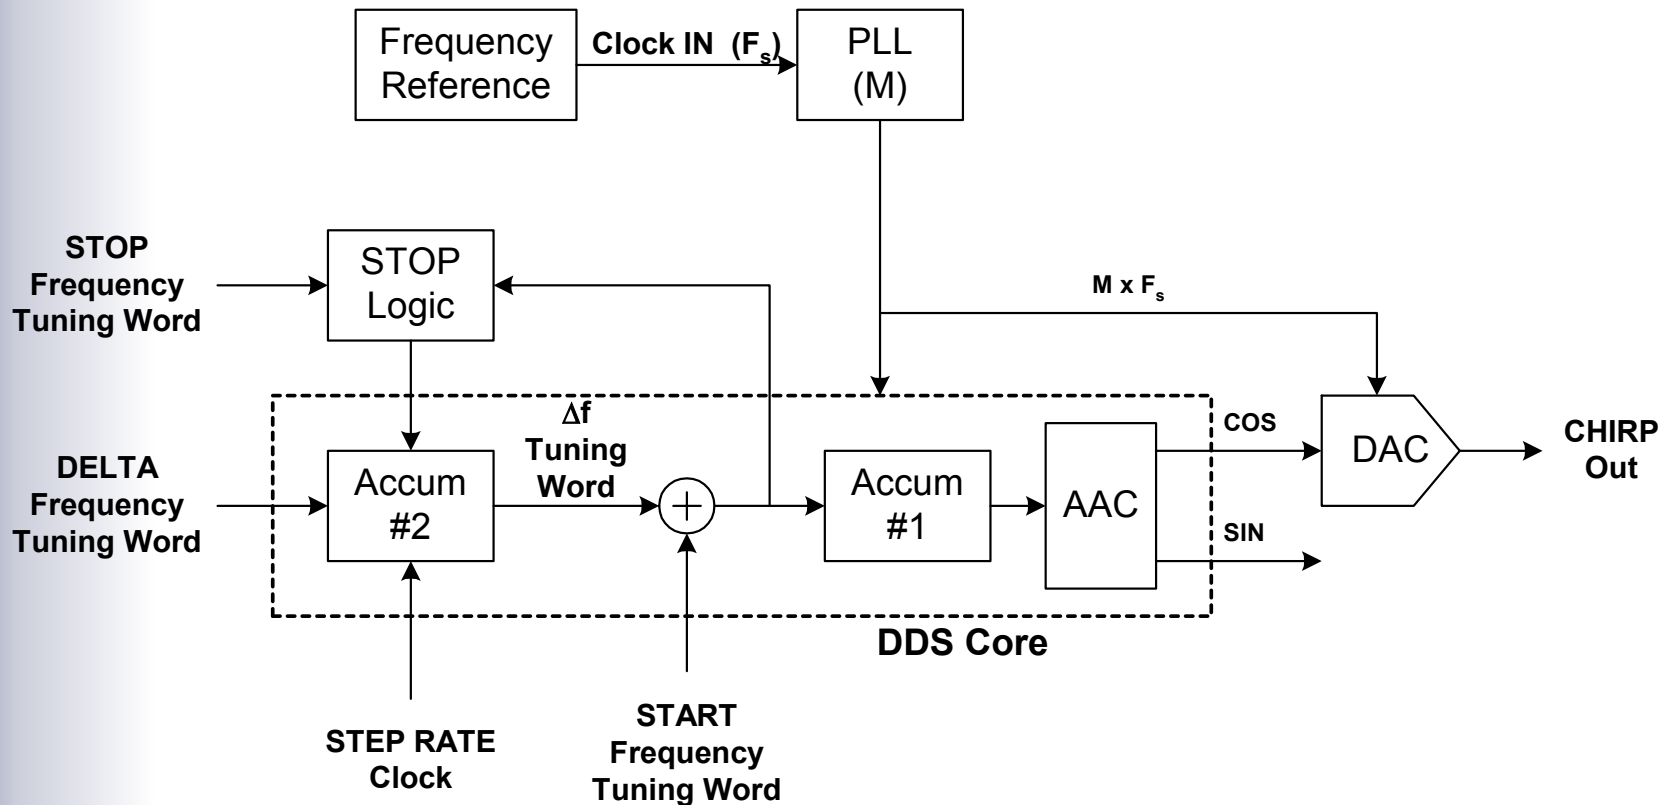 Frequency
Reference
Clock IN (Fs)
PLL
(M)
STOP
Frequency
Tuning Word
STOP
Logic
M x Fs
DELTA
Frequency
Tuning Word
Accum
#2
Δf
Tuning
Word
+
Accum
#1
AAC
COS
SIN
DAC
CHIRP
Out
DDS Core
STEP RATE
Clock
START
Frequency
Tuning Word